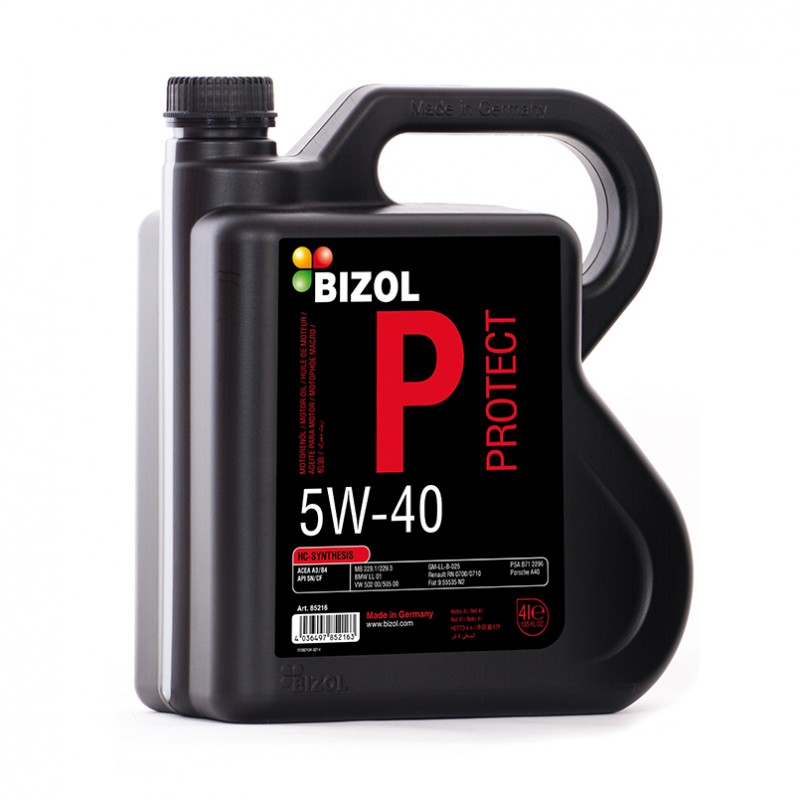 Made in Germany
BIZOL
P
PROTECT
MOTORENÖL / MOTOR OIL / HUILE DE MOTEUR /
ACEITE PARA MOTOR /
5W-40
HC-SYNTHESIS
ACEA A3/B4
API SN/CF
MB 229.1/229.3
BMW LL 01
VW 502 00/505 00
GM-LL-B-025
Renault RN 0700/0710
Fiat 9.55535-N2
PSA B71 2296
Porsche A40
Art. 85216
4 036497 852163
Made in Germany
www.bizol.com
4l e
BIZOL